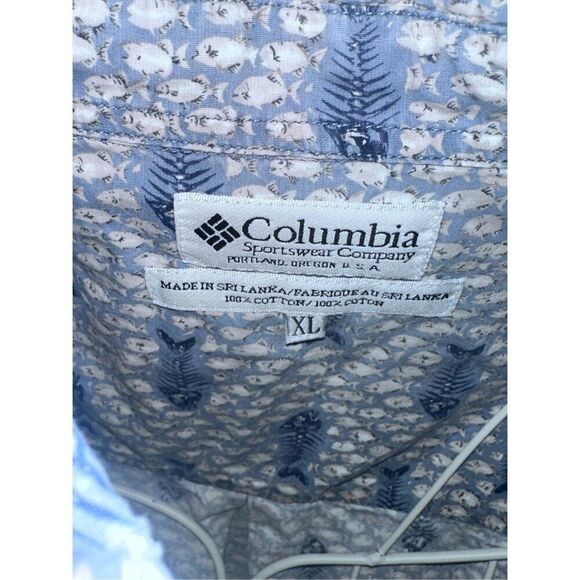 Columbia
Sportswear Company
PORTLAND, OREGON U.S.A.
MADE IN SRI LANKA/FABRIQUE AU SRI LANKA
100% COTTON/100% COTON
XL